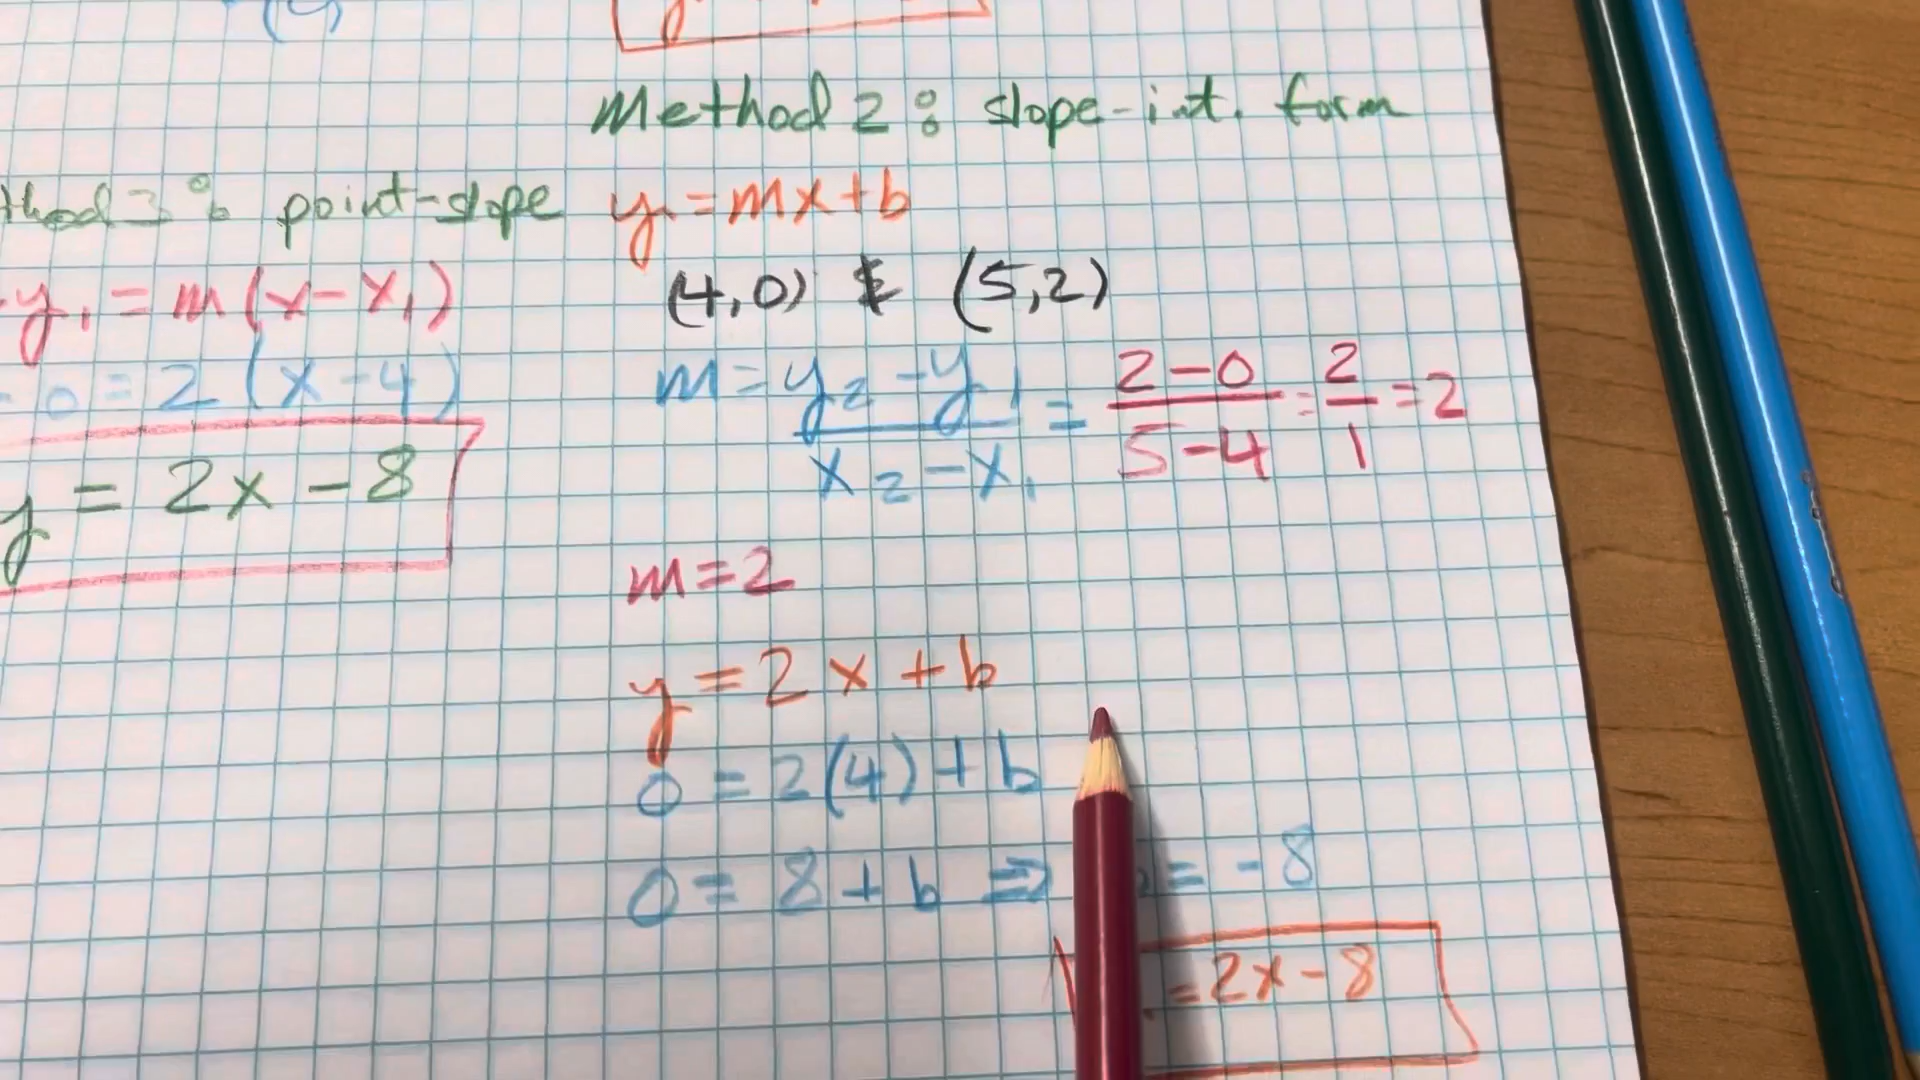 Method 2: slope-int. form
y = mx + b
(4,0) & (5,2)
m = y₂ - y₁ / x₂ - x₁ = 2 - 0 / 5 - 4 = 2 / 1 = 2
m = 2
y = 2x + b
0 = 2(4) + b
0 = 8 + b ⇒ = -8
= 2x - 8
3: point-slope
y₁ = m(x - x₁)
0 = 2(x - 4)
y = 2x - 8